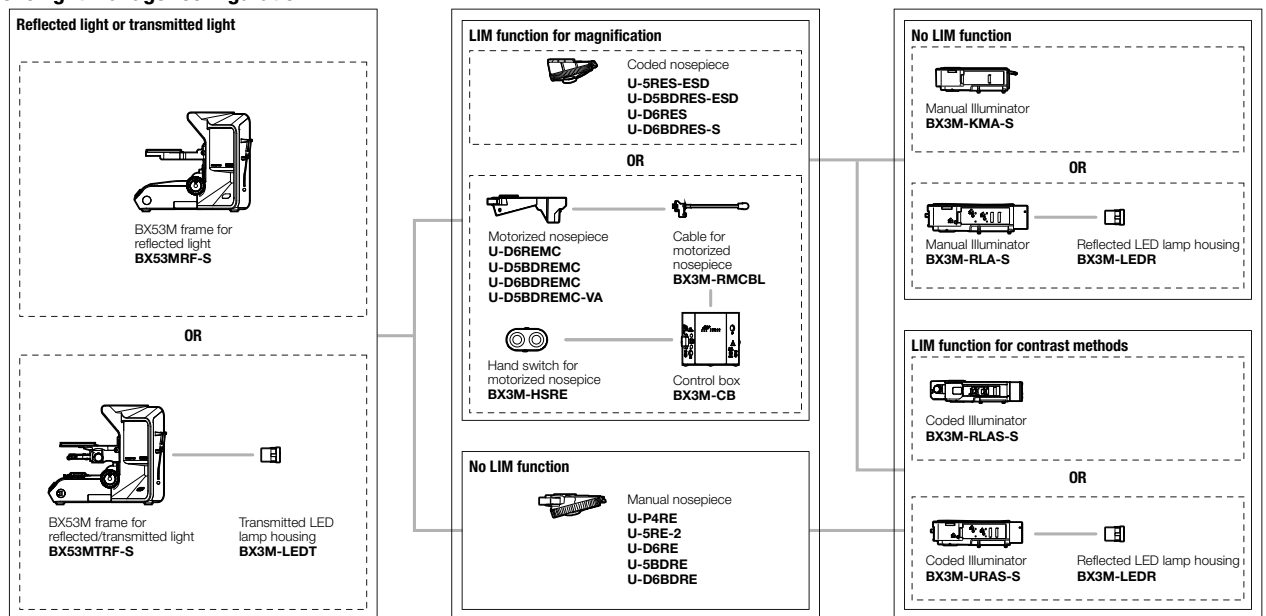 Reflected light or transmitted light
BX53M frame for
reflected light
BX53MRF-S
OR
BX53M frame for
reflected/transmitted light
BX53MTRF-S
Transmitted LED
lamp housing
BX3M-LEDT
LIM function for magnification
Coded nosepiece
U-5RES-ESD
U-D5BDRES-ESD
U-D6RES
U-D6BDRES-S
OR
Motorized nosepiece
U-D6REMC
U-D5BDREMC
U-D6BDREMC
U-D5BDREMC-VA
Cable for
motorized
nosepiece
BX3M-RMCBL
Hand switch for
motorized nosepice
BX3M-HSRE
Control box
BX3M-CB
No LIM function
Manual nosepiece
U-P4RE
U-5RE-2
U-D6RE
U-5BDRE
U-D6BDRE
No LIM function
Manual Illuminator
BX3M-KMA-S
OR
Manual Illuminator
BX3M-RLA-S
Reflected LED lamp housing
BX3M-LEDR
LIM function for contrast methods
Coded Illuminator
BX3M-RLAS-S
OR
Coded Illuminator
BX3M-URAS-S
Reflected LED lamp housing
BX3M-LEDR